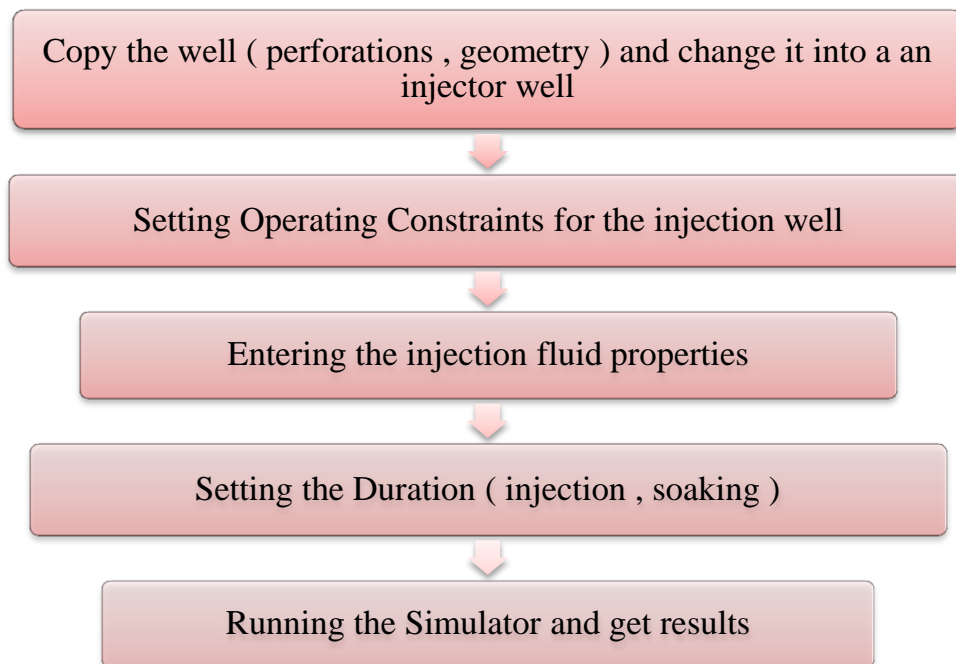 Copy the well ( perforations , geometry ) and change it into a an
injector well
Setting Operating Constraints for the injection well
Entering the injection fluid properties
Setting the Duration ( injection , soaking )
Running the Simulator and get results